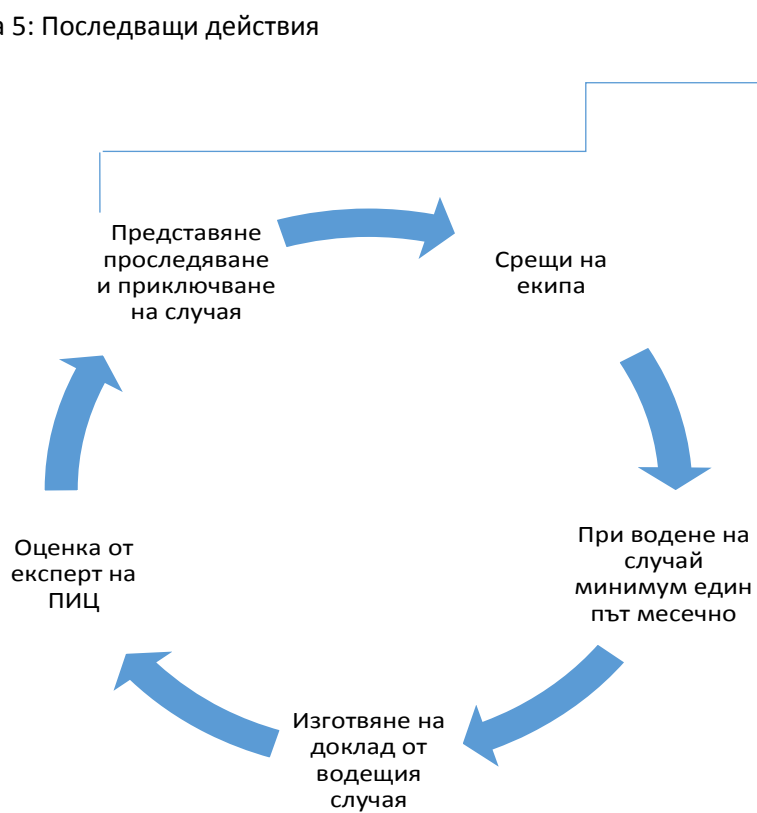 а 5: Последващи действия
Представяне
проследяване
и приключване
на случая
Срещи на
екипа
При водене на
случай
минимум един
път месечно
Изготвяне на
доклад от
водещия
случая
Оценка от
експерт на
ПИЦ